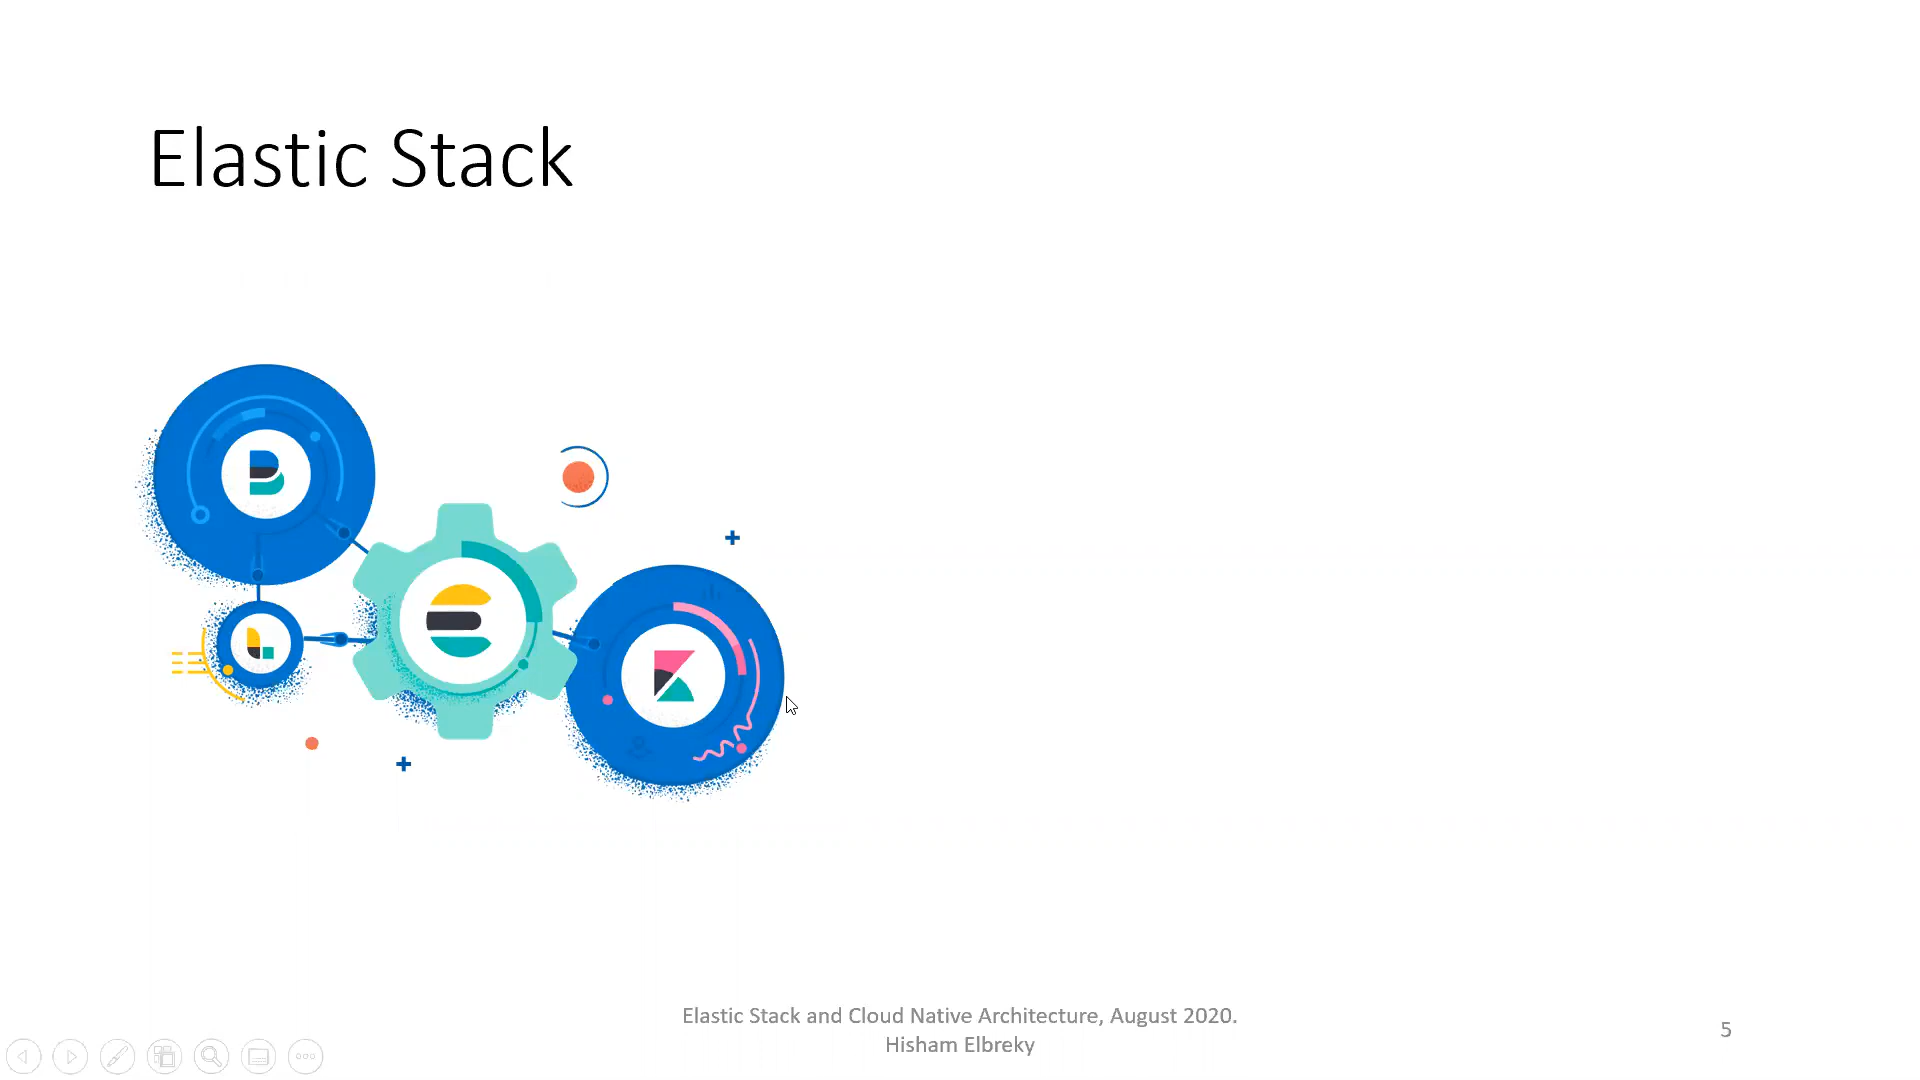 Elastic Stack
Elastic Stack and Cloud Native Architecture, August 2020.
Hisham Elbreky
5